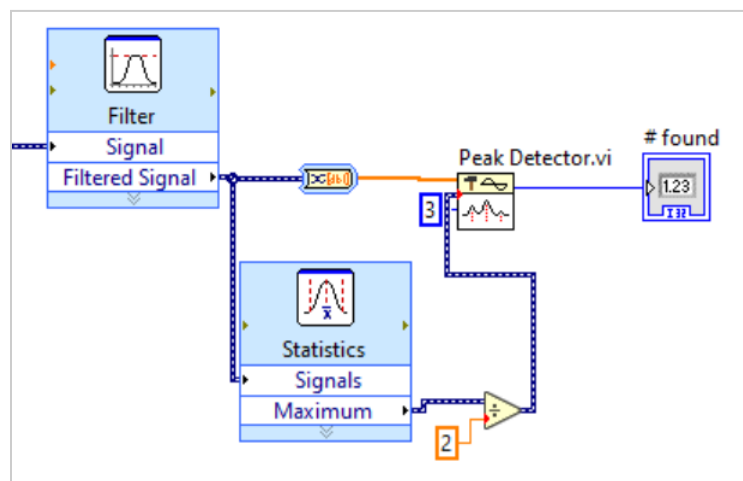 Filter
Signal
Filtered Signal
Peak Detector.vi
# found
1.23
I32
3
Statistics
Signals
Maximum
2